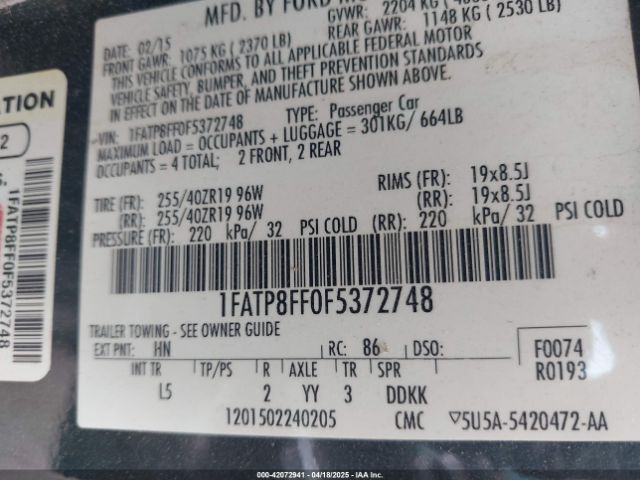 MFD. BY FORD MO
GVWR: 2204 KG (
DATE: 02/15
FRONT GAWR: 1075 KG ( 2370 LB)
REAR GAWR: 1148 KG ( 2530 LB)
THIS VEHICLE CONFORMS TO ALL APPLICABLE FEDERAL MOTOR
VEHICLE SAFETY, BUMPER, AND THEFT PREVENTION STANDARDS
IN EFFECT ON THE DATE OF MANUFACTURE SHOWN ABOVE.
VIN: 1FATP8FF0F5372748
TYPE: Passenger Car
MAXIMUM LOAD = OCCUPANTS + LUGGAGE = 301KG/ 664LB
OCCUPANTS = 4 TOTAL; 2 FRONT, 2 REAR
TIRE (FR): 255/40ZR19 96W RIMS (FR): 19x8.5J
(RR): 255/40ZR19 96W (RR): 19x8.5J
PRESSURE (FR): 220 kPa/ 32 PSI COLD (RR): 220 kPa/ 32 PSI COLD
1FATP8FF0F5372748
TRAILER TOWING - SEE OWNER GUIDE
EXT PNT: HN RC: 86 DSO: F0074
INT TR TP/PS R AXLE TR SPR R0193
L5 2 YY 3 DDKK
1201502240205 CMC ▽5U5A-5420472-AA
ATION
2
1FATP8FF0F5372748
000-42072941 - 04/18/2025 - IAAI.COM